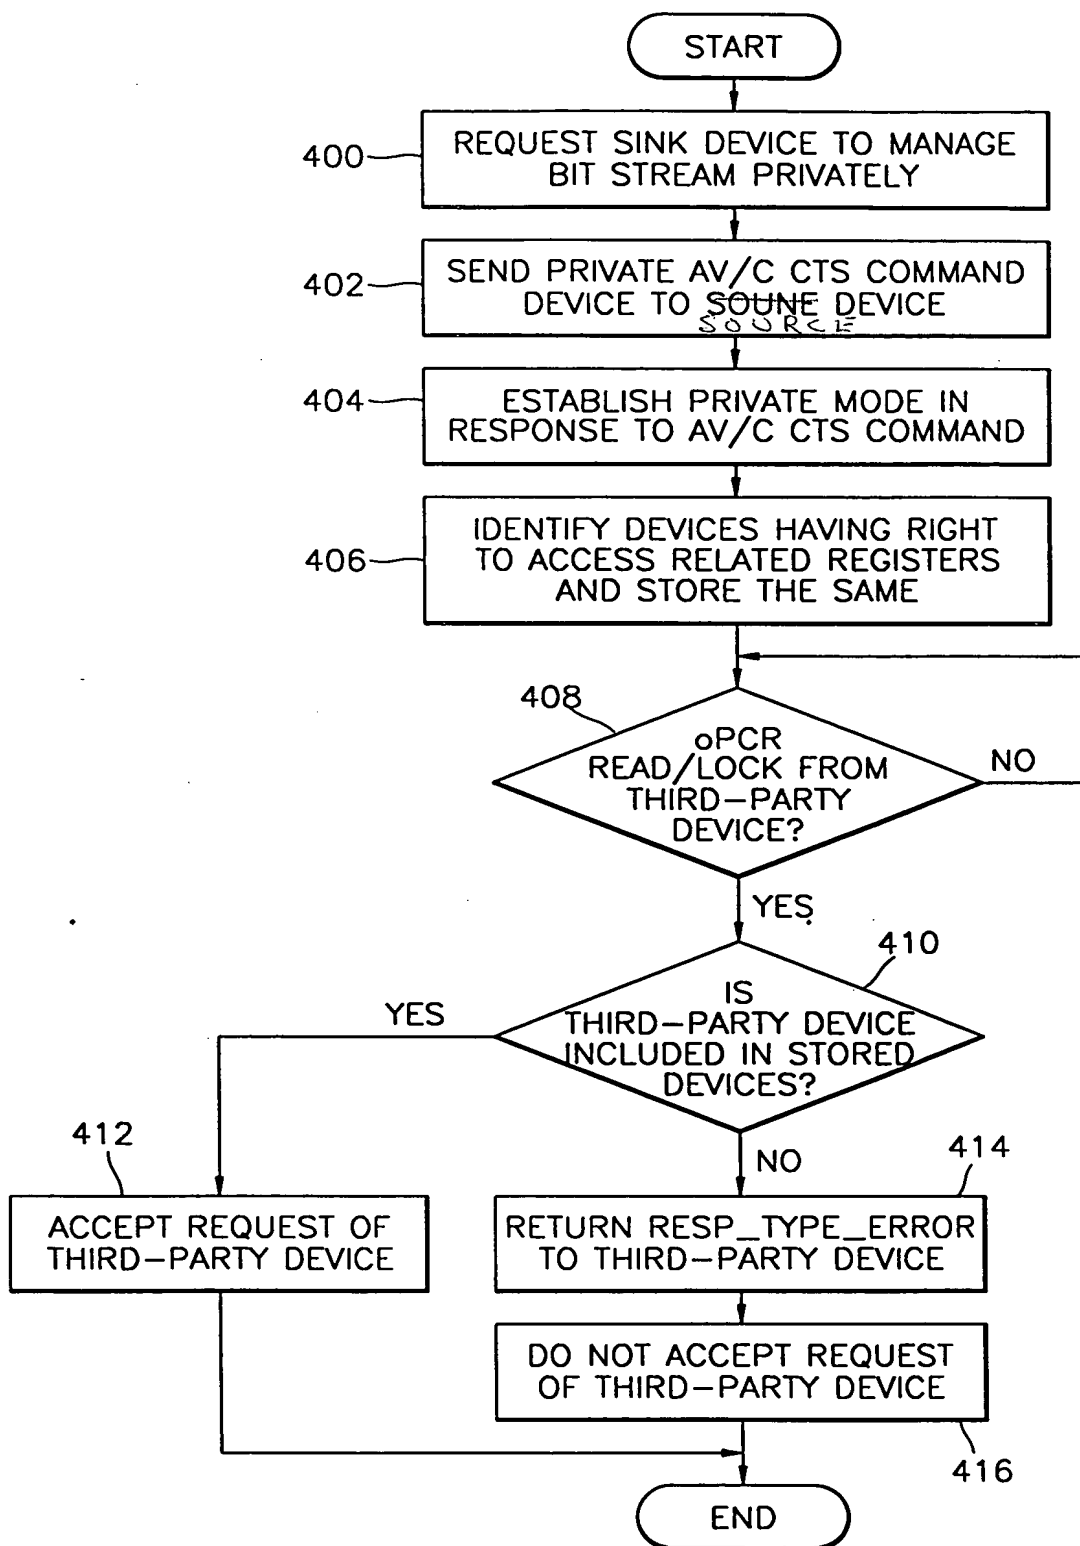 START
400
REQUEST SINK DEVICE TO MANAGE
BIT STREAM PRIVATELY
402
SEND PRIVATE AV/C CTS COMMAND
DEVICE TO SOUNE DEVICE
SOURCE
404
ESTABLISH PRIVATE MODE IN
RESPONSE TO AV/C CTS COMMAND
406
IDENTIFY DEVICES HAVING RIGHT
TO ACCESS RELATED REGISTERS
AND STORE THE SAME
408
oPCR
READ/LOCK FROM
THIRD-PARTY
DEVICE?
NO
YES
410
IS
THIRD-PARTY DEVICE
INCLUDED IN STORED
DEVICES?
YES
NO
412
ACCEPT REQUEST OF
THIRD-PARTY DEVICE
414
RETURN RESP_TYPE_ERROR
TO THIRD-PARTY DEVICE
DO NOT ACCEPT REQUEST
OF THIRD-PARTY DEVICE
416
END